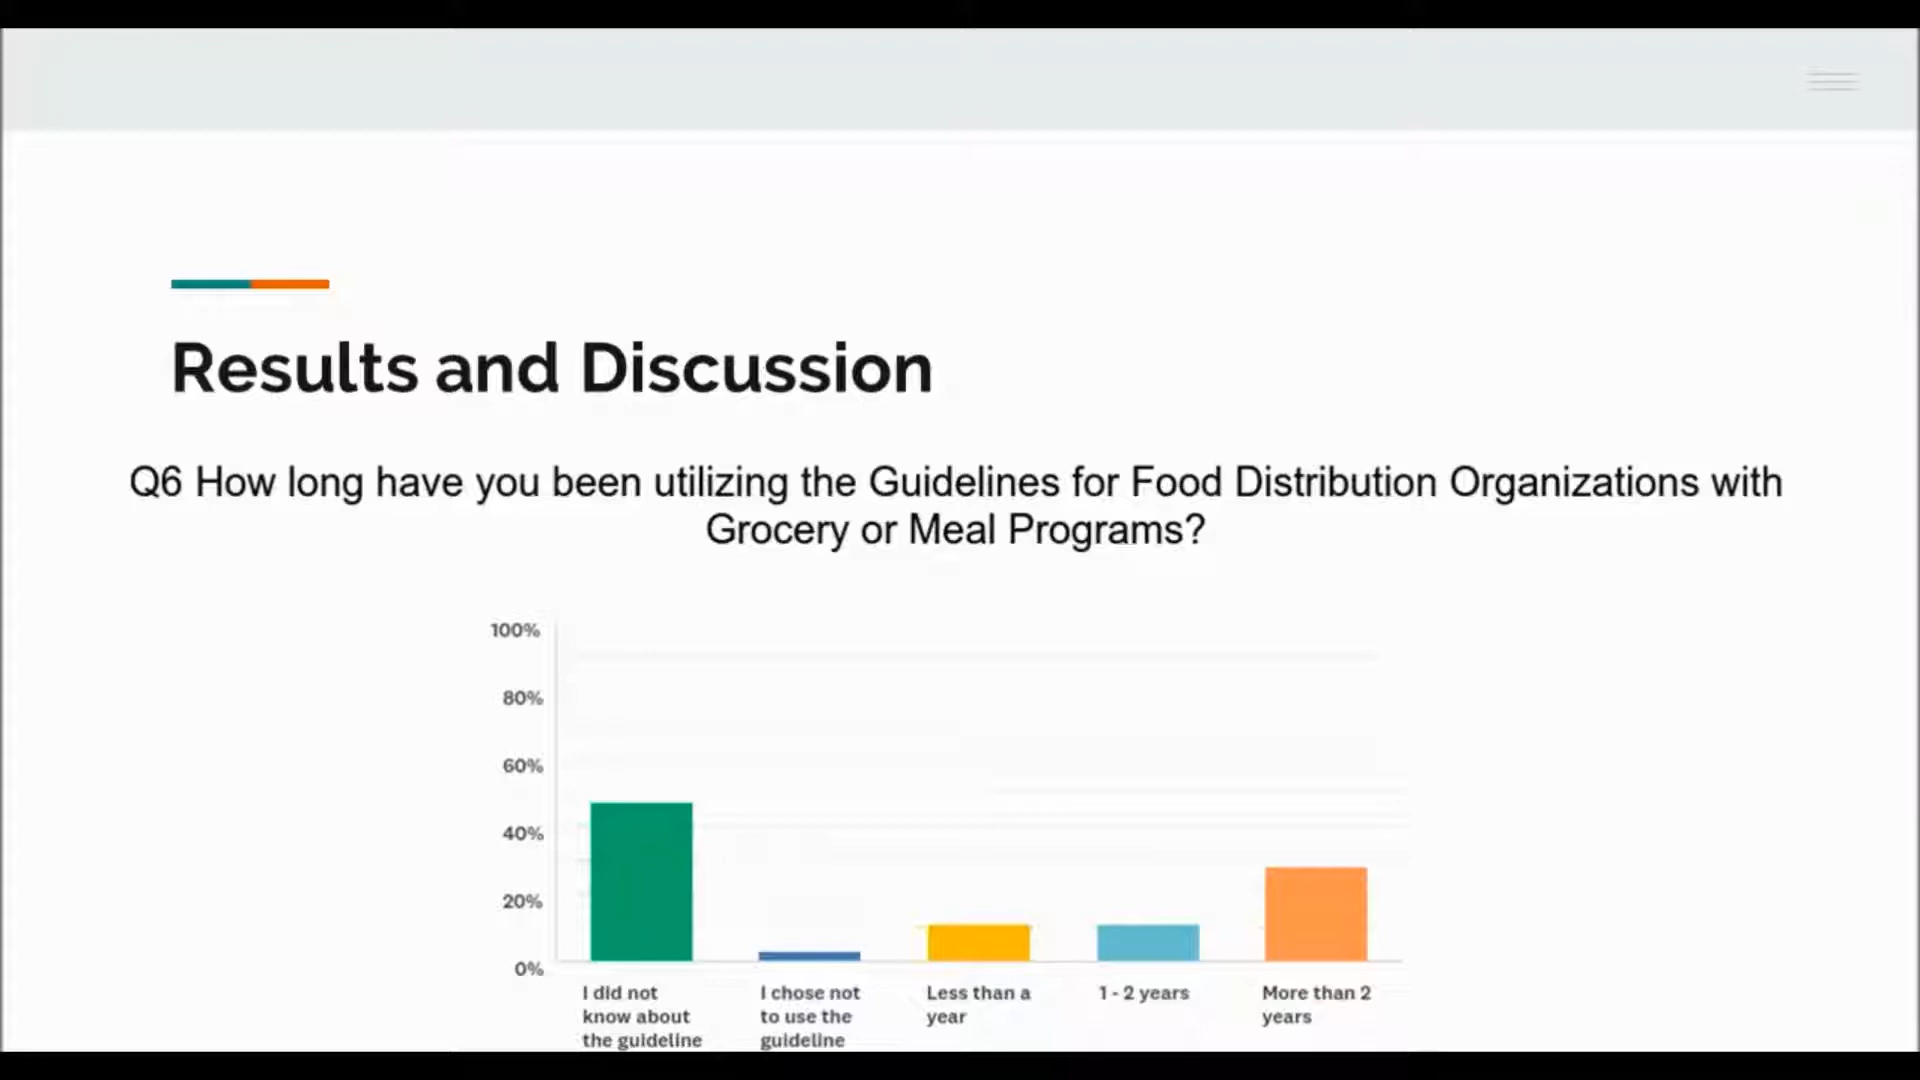 Results and Discussion
Q6 How long have you been utilizing the Guidelines for Food Distribution Organizations with
Grocery or Meal Programs?
100%
80%
60%
40%
20%
0%
I did not
know about
the guideline
I chose not
to use the
guideline
Less than a
year
1 - 2 years
More than 2
years